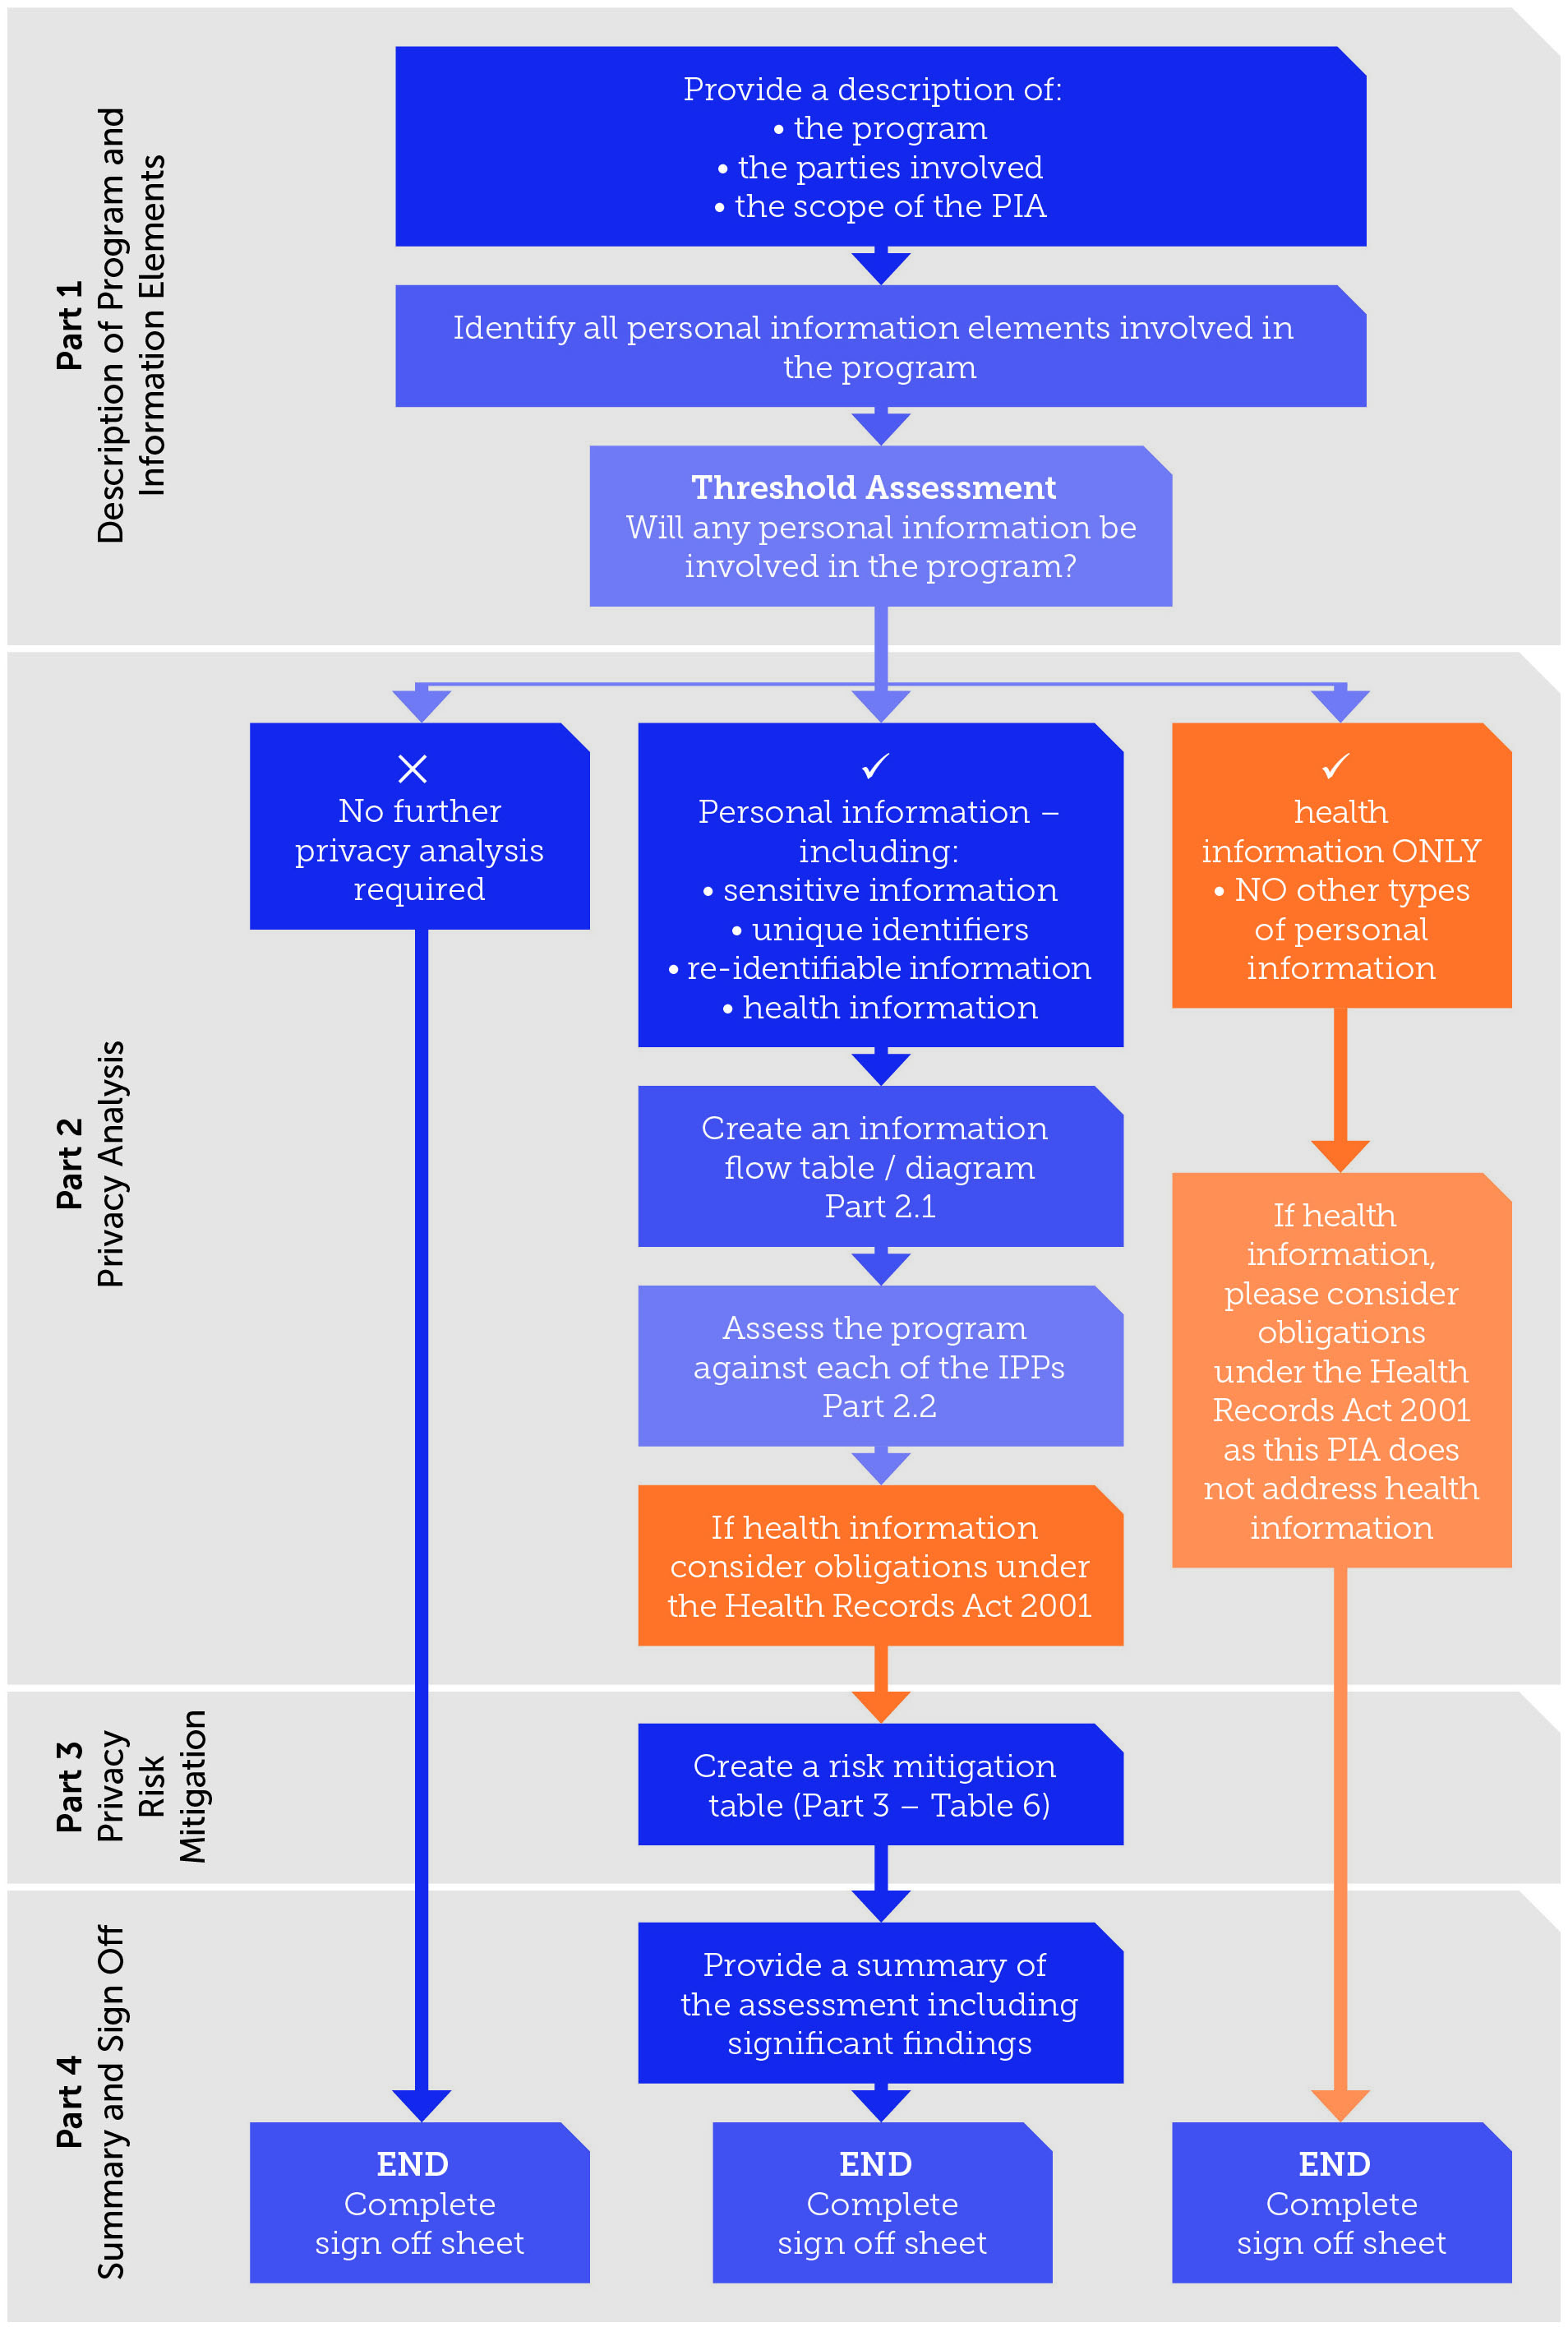 Part 1
Description of Program and
Information Elements
Provide a description of:
• the program
• the parties involved
• the scope of the PIA
Identify all personal information elements involved in
the program
Threshold Assessment
Will any personal information be
involved in the program?
Part 2
Privacy Analysis
No further
privacy analysis
required
✓
Personal information –
including:
• sensitive information
• unique identifiers
• re-identifiable information
• health information
✓
health
information ONLY
• NO other types
of personal
information
Create an information
flow table / diagram
Part 2.1
Assess the program
against each of the IPPs
Part 2.2
If health information
consider obligations under
the Health Records Act 2001
If health
information,
please consider
obligations
under the Health
Records Act 2001
as this PIA does
not address health
information
Part 3
Privacy
Risk
Mitigation
Create a risk mitigation
table (Part 3 – Table 6)
Part 4
Summary and Sign Off
Provide a summary of
the assessment including
significant findings
END
Complete
sign off sheet
END
Complete
sign off sheet
END
Complete
sign off sheet